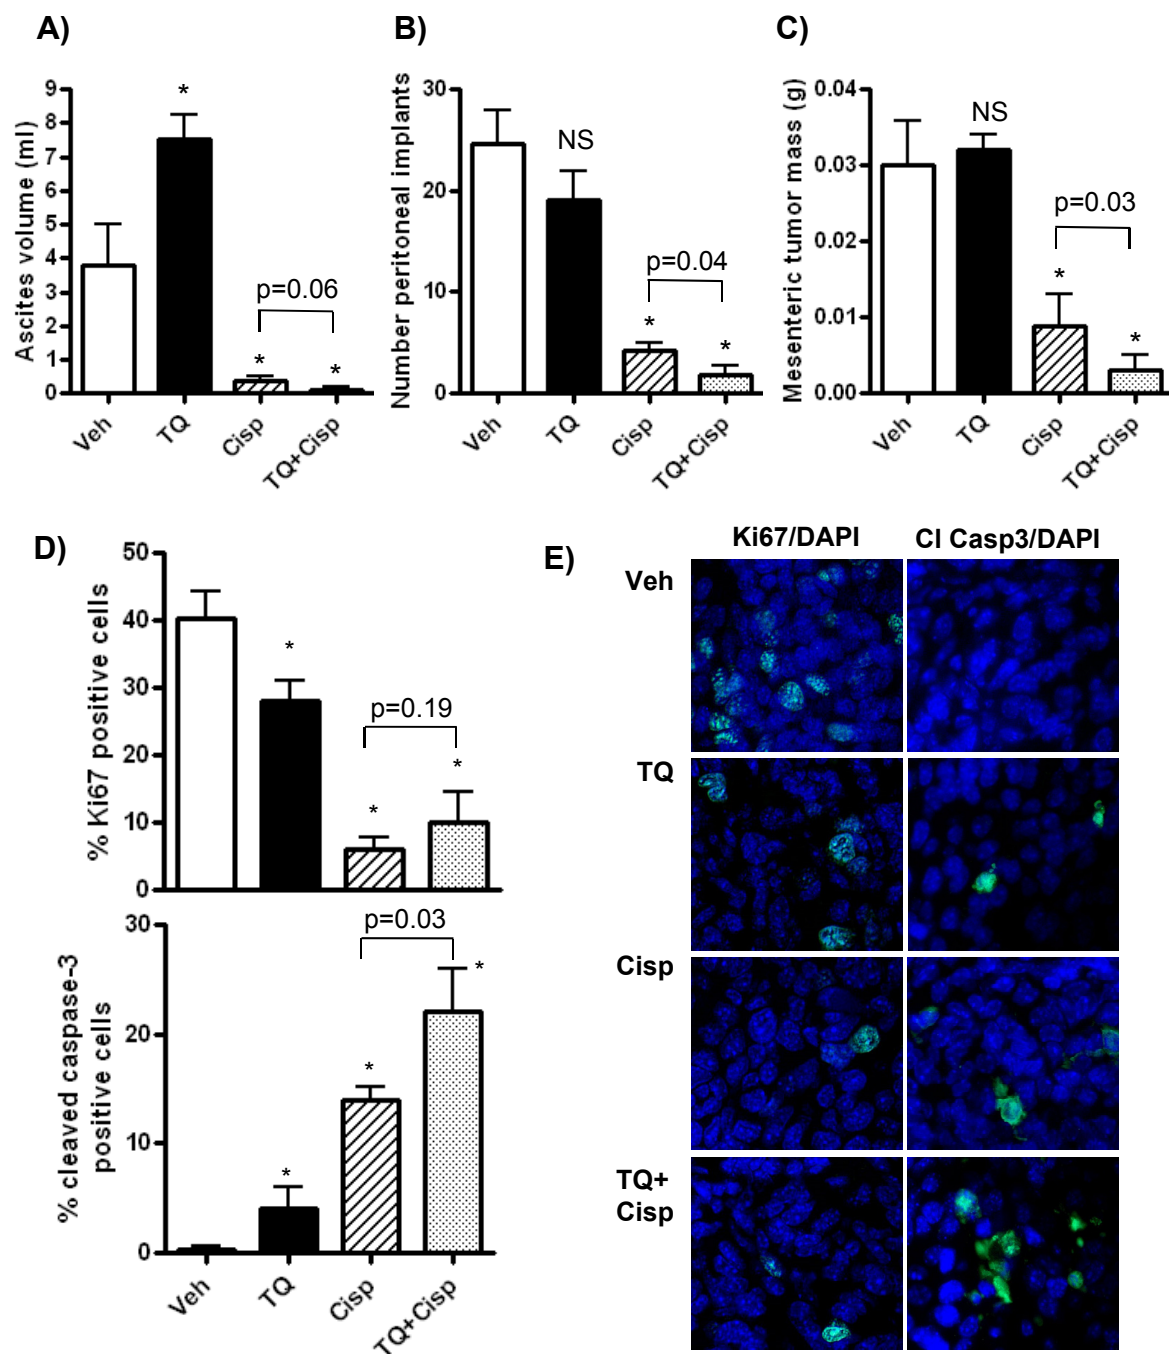 A)
Ascites volume (ml)
9
8
7
6
5
4
3
2
1
0
*
p=0.06
*
*
Veh
TQ
Cisp
TQ+Cisp
B)
Number peritoneal implants
30
20
10
0
NS
p=0.04
*
*
Veh
TQ
Cisp
TQ+Cisp
C)
Mesenteric tumor mass (g)
0.04
0.03
0.02
0.01
0.00
NS
p=0.03
*
*
Veh
TQ
Cisp
TQ+Cisp
D)
% Ki67 positive cells
50
40
30
20
10
0
*
p=0.19
*
*
% cleaved caspase-3
positive cells
30
20
10
0
p=0.03
*
*
*
Veh
TQ
Cisp
TQ+Cisp
E)
Ki67/DAPI
Cl Casp3/DAPI
Veh
TQ
Cisp
TQ+
Cisp